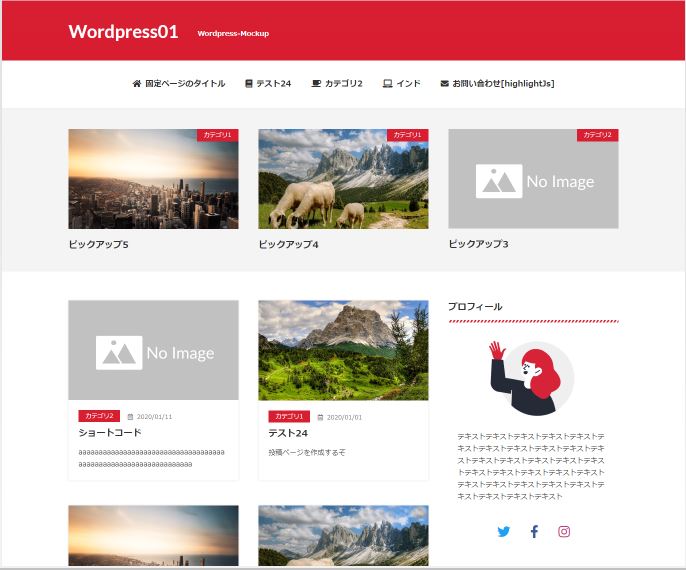 Wordpress01
Wordpress-Mockup
固定ページのタイトル テスト24 カテゴリ2 インド お問い合わせ[highlightJs]
カテゴリ1 カテゴリ1 カテゴリ2
No Image
ピックアップ5 ピックアップ4 ピックアップ3
プロフィール
No Image
カテゴリ2 2020/01/11
ショートコード
カテゴリ1 2020/01/01
テスト24
投稿ページを作成するぞ
テキストテキストテキストテキストテキストテ
キストテキストテキストテキストテキストテキ
ストテキストテキストテキストテキストテキス
トテキストテキストテキストテキストテキスト
テキストテキストテキストテキストテキストテ
キストテキストテキストテキスト